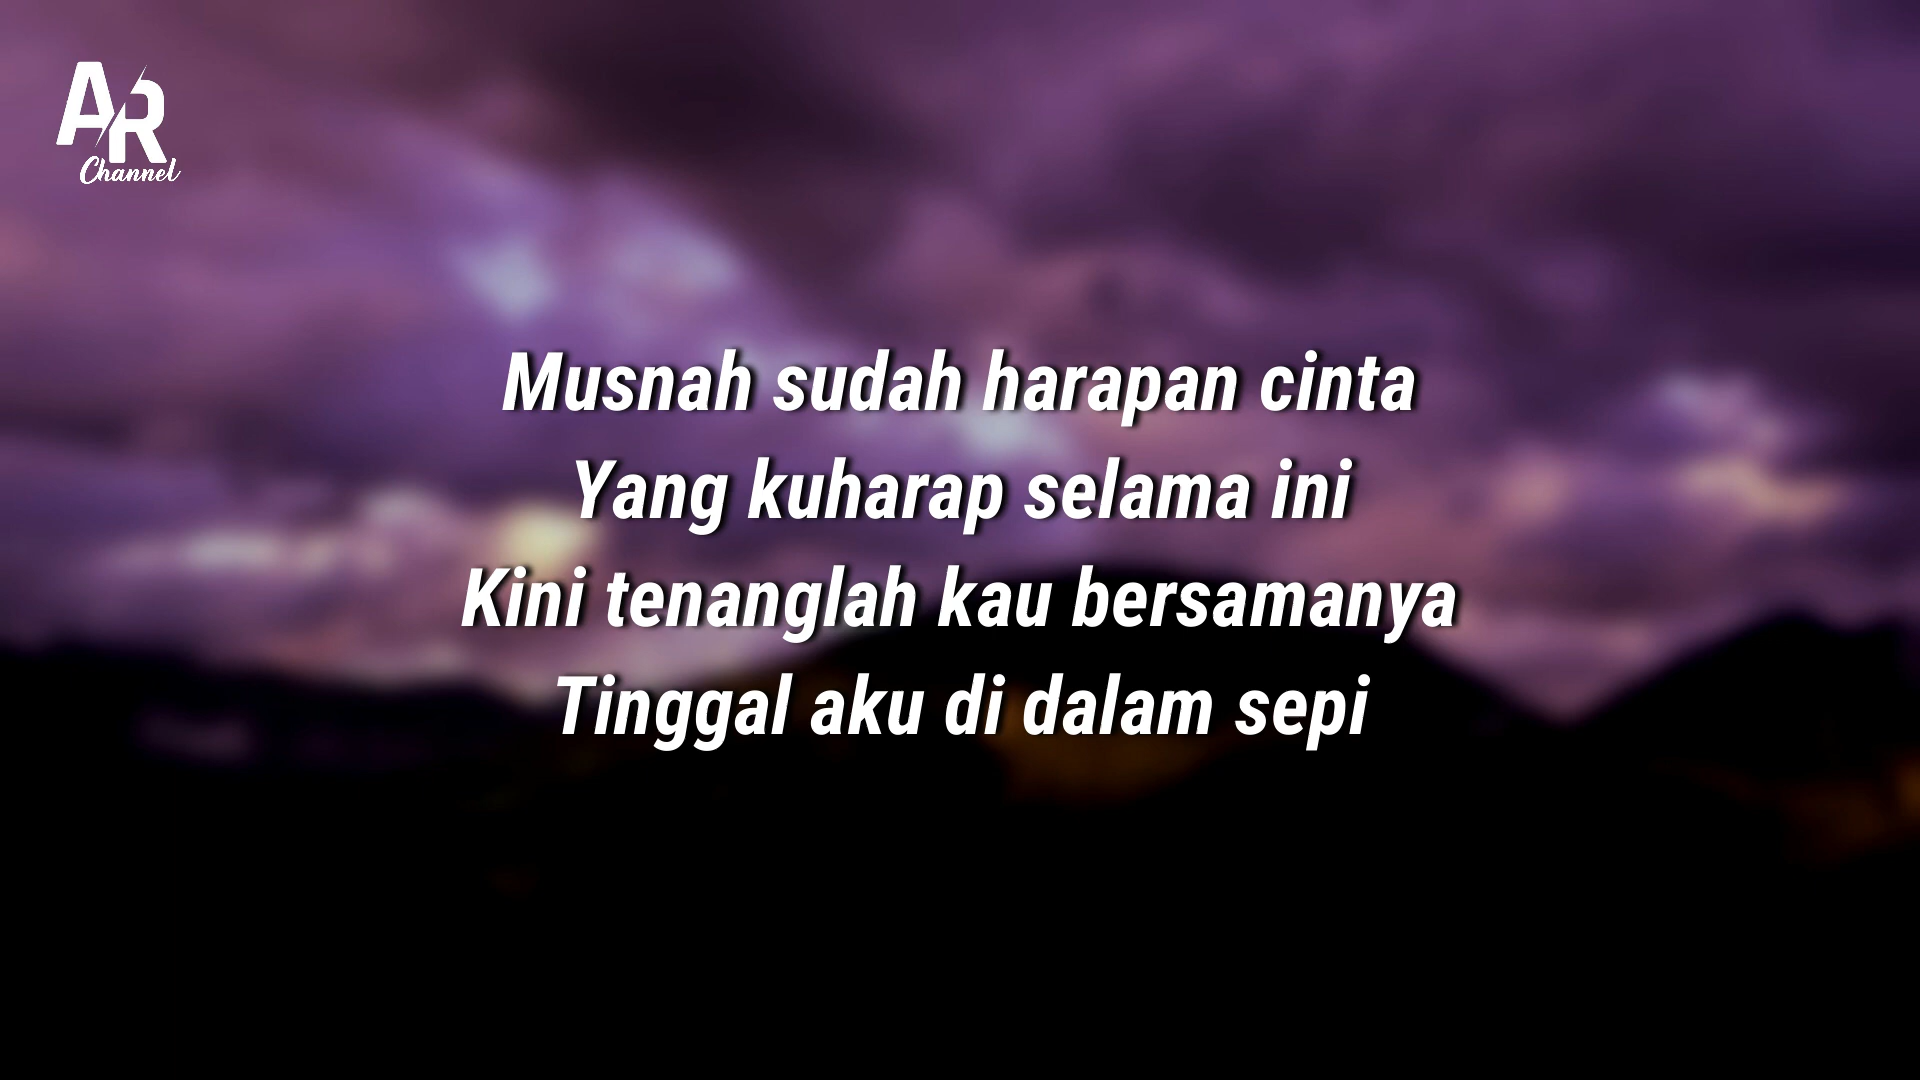 AR
Channel
Musnah sudah harapan cinta
Yang kuharap selama ini
Kini tenanglah kau bersamanya
Tinggal aku di dalam sepi